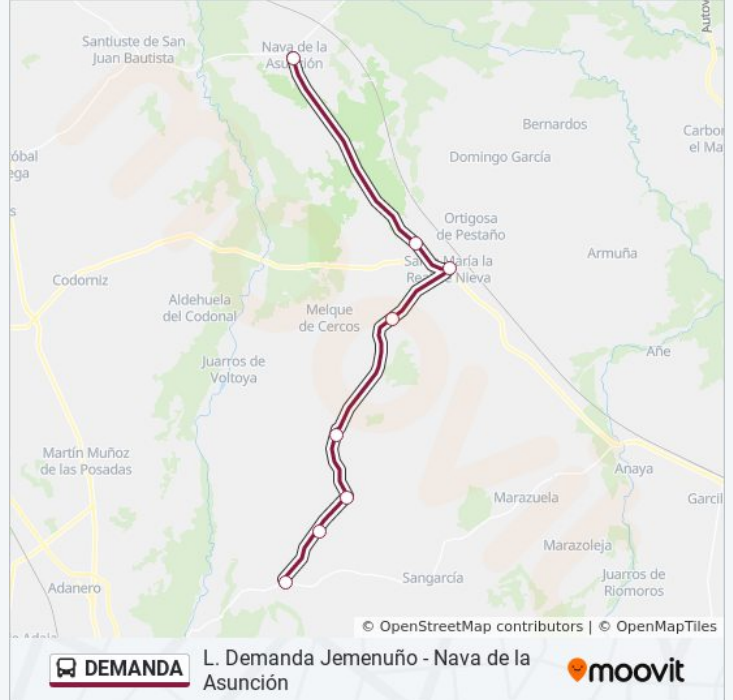 Santiuste de San
Juan Bautista
Nava de la
Asunción
Autov
Bernardos
Carbon
el Ma
Domingo García
óbal
ega
s
Ortigosa
de Pestaño
Armuña
Santa María la
Real de Nieva
Codorniz
Aldehuela
del Codonal
Melque
de Cercos
Añe
Juarros de
Voltoya
Martín Muñoz
de las Posadas
Anaya
Marazuela
Garcil
Marazoleja
Sangarcía
Juarros de
Riomoros
Adanero
© OpenStreetMap contributors | © OpenMapTiles
DEMANDA
L. Demanda Jemenuño - Nava de la
Asunción
moovit